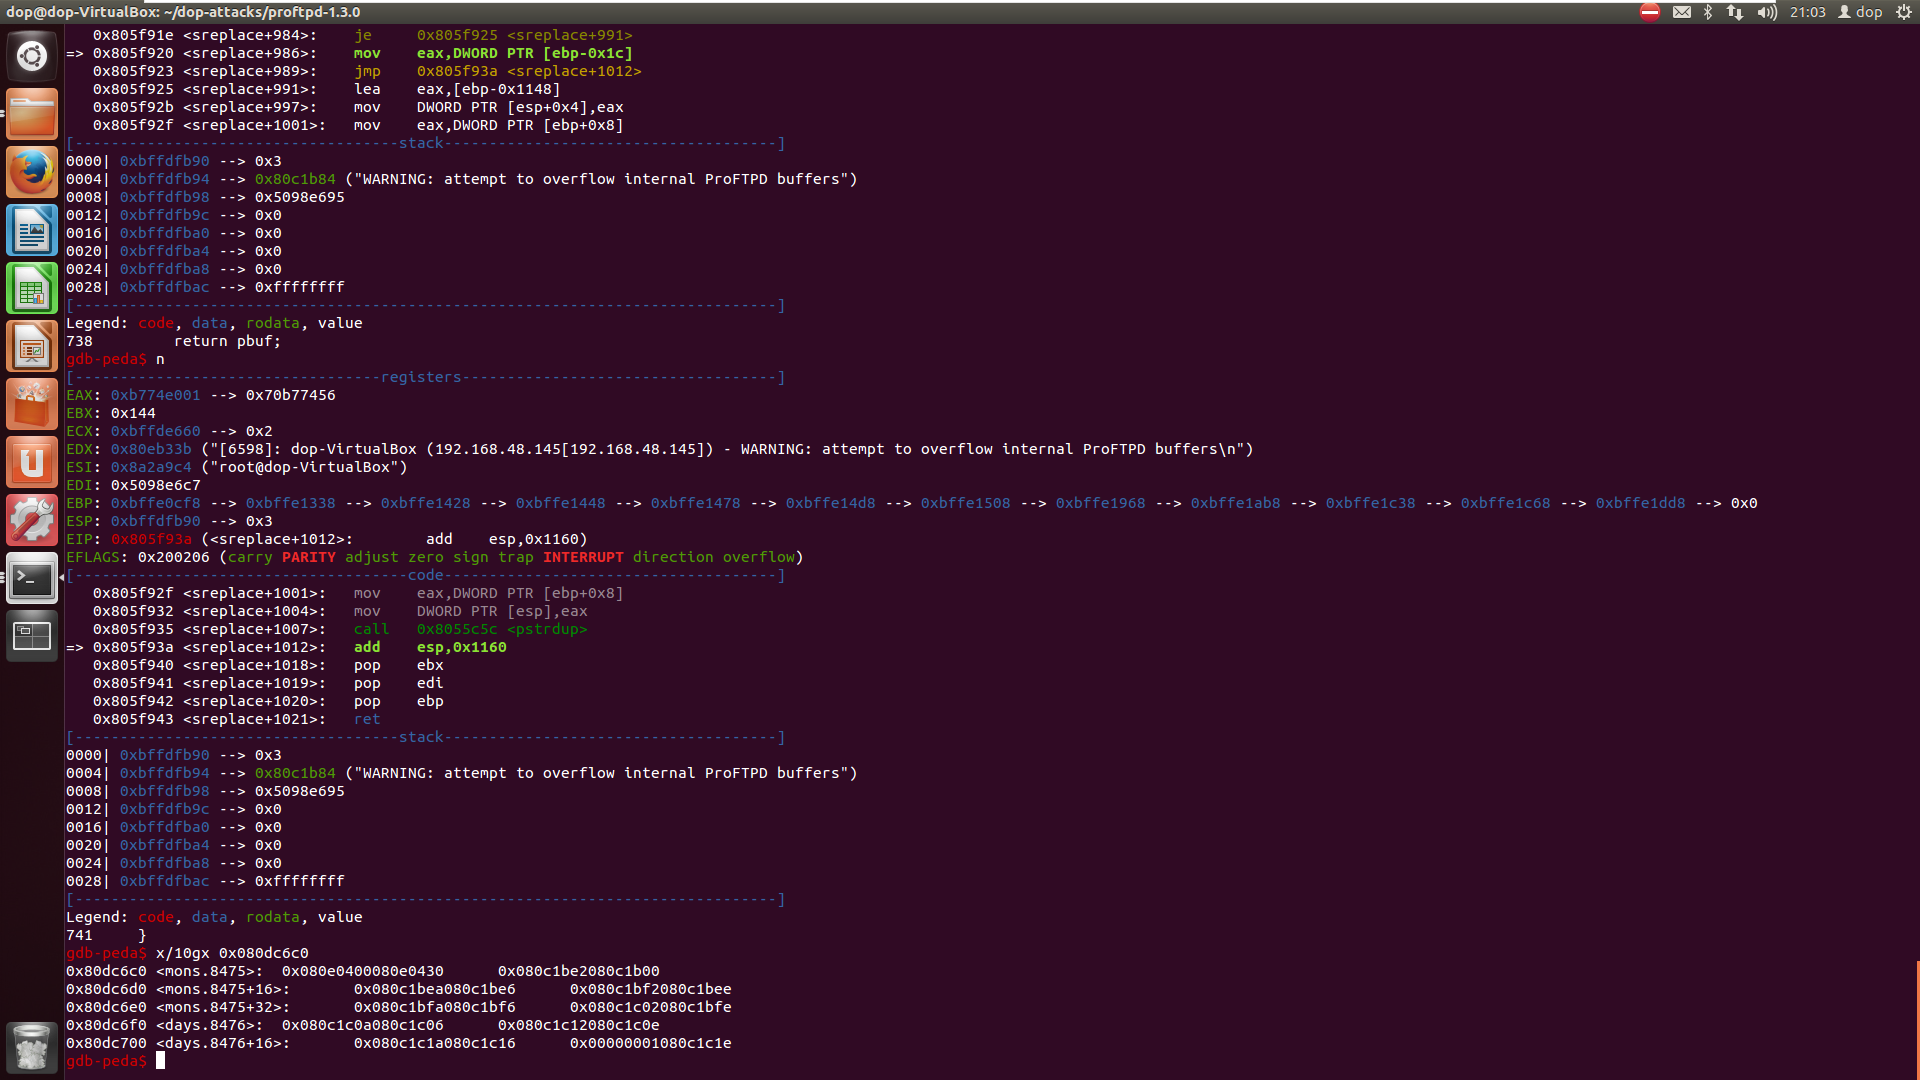 dop@dop-VirtualBox: ~/dop-attacks/proftpd-1.3.0 21:03 dop
0x805f91e <sreplace+984>: je 0x805f925 <sreplace+991>
=> 0x805f920 <sreplace+986>: mov eax,DWORD PTR [ebp-0x1c]
0x805f923 <sreplace+989>: jmp 0x805f93a <sreplace+1012>
0x805f925 <sreplace+991>: lea eax,[ebp-0x1148]
0x805f92b <sreplace+997>: mov DWORD PTR [esp+0x4],eax
0x805f92f <sreplace+1001>: mov eax,DWORD PTR [ebp+0x8]
[------------------------------------stack-------------------------------------]
0000| 0xbffdfb90 --> 0x3
0004| 0xbffdfb94 --> 0x80c1b84 ("WARNING: attempt to overflow internal ProFTPD buffers")
0008| 0xbffdfb98 --> 0x5098e695
0012| 0xbffdfb9c --> 0x0
0016| 0xbffdfba0 --> 0x0
0020| 0xbffdfba4 --> 0x0
0024| 0xbffdfba8 --> 0x0
0028| 0xbffdfbac --> 0xffffffff
[------------------------------------------------------------------------------]
Legend: code, data, rodata, value
738 return pbuf;
gdb-peda$ n
[----------------------------------registers-----------------------------------]
EAX: 0xb774e001 --> 0x70b77456
EBX: 0x144
ECX: 0xbffde660 --> 0x2
EDX: 0x80eb33b ("[6598]: dop-VirtualBox (192.168.48.145[192.168.48.145]) - WARNING: attempt to overflow internal ProFTPD buffers\n")
ESI: 0x8a2a9c4 ("root@dop-VirtualBox")
EDI: 0x5098e6c7
EBP: 0xbffe0cf8 --> 0xbffe1338 --> 0xbffe1428 --> 0xbffe1448 --> 0xbffe1478 --> 0xbffe14d8 --> 0xbffe1508 --> 0xbffe1968 --> 0xbffe1ab8 --> 0xbffe1c38 --> 0xbffe1c68 --> 0xbffe1dd8 --> 0x0
ESP: 0xbffdfb90 --> 0x3
EIP: 0x805f93a (<sreplace+1012>: add esp,0x1160)
EFLAGS: 0x200206 (carry PARITY adjust zero sign trap INTERRUPT direction overflow)
[-------------------------------------code-------------------------------------]
0x805f92f <sreplace+1001>: mov eax,DWORD PTR [ebp+0x8]
0x805f932 <sreplace+1004>: mov DWORD PTR [esp],eax
0x805f935 <sreplace+1007>: call 0x8055c5c <pstrdup>
=> 0x805f93a <sreplace+1012>: add esp,0x1160
0x805f940 <sreplace+1018>: pop ebx
0x805f941 <sreplace+1019>: pop edi
0x805f942 <sreplace+1020>: pop ebp
0x805f943 <sreplace+1021>: ret
[------------------------------------stack-------------------------------------]
0000| 0xbffdfb90 --> 0x3
0004| 0xbffdfb94 --> 0x80c1b84 ("WARNING: attempt to overflow internal ProFTPD buffers")
0008| 0xbffdfb98 --> 0x5098e695
0012| 0xbffdfb9c --> 0x0
0016| 0xbffdfba0 --> 0x0
0020| 0xbffdfba4 --> 0x0
0024| 0xbffdfba8 --> 0x0
0028| 0xbffdfbac --> 0xffffffff
[------------------------------------------------------------------------------]
Legend: code, data, rodata, value
741 }
gdb-peda$ x/10gx 0x080dc6c0
0x80dc6c0 <mons.8475>: 0x080e0400080e0430 0x080c1be2080c1b00
0x80dc6d0 <mons.8475+16>: 0x080c1bea080c1be6 0x080c1bf2080c1bee
0x80dc6e0 <mons.8475+32>: 0x080c1bfa080c1bf6 0x080c1c02080c1bfe
0x80dc6f0 <days.8476>: 0x080c1c0a080c1c06 0x080c1c12080c1c0e
0x80dc700 <days.8476+16>: 0x080c1c1a080c1c16 0x00000001080c1c1e
gdb-peda$